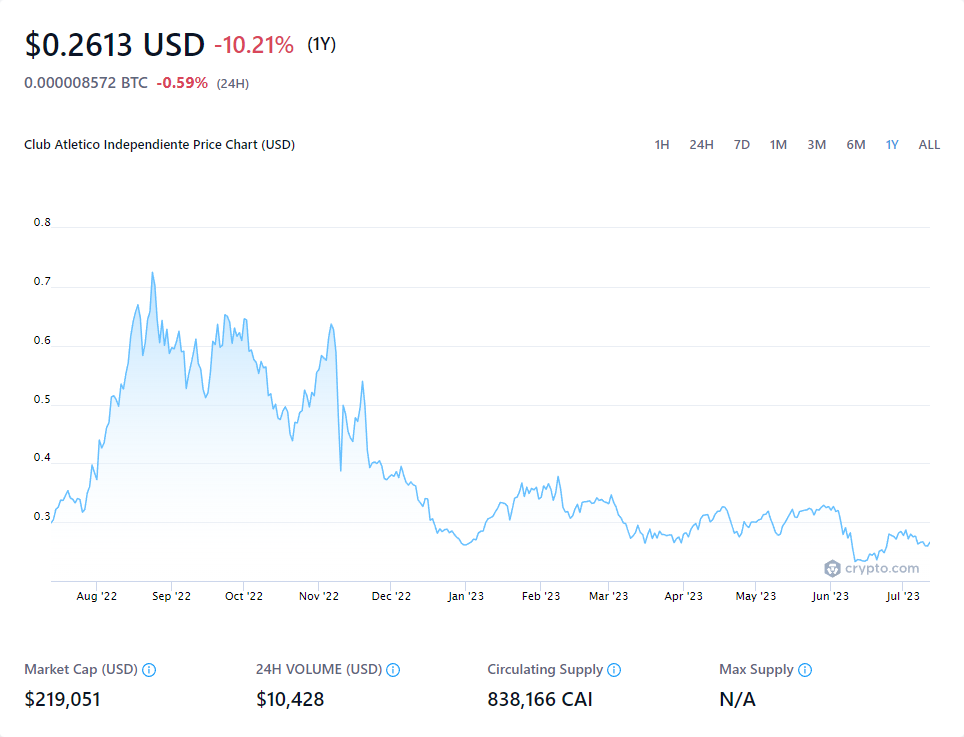 $0.2613 USD -10.21% (1Y)
0.000008572 BTC -0.59% (24H)
Club Atletico Independiente Price Chart (USD) 1H 24H 7D 1M 3M 6M 1Y ALL
0.8
0.7
0.6
0.5
0.4
0.3
crypto.com
Aug '22 Sep '22 Oct '22 Nov '22 Dec '22 Jan '23 Feb '23 Mar '23 Apr '23 May '23 Jun '23 Jul '23
Market Cap (USD) 24H VOLUME (USD) Circulating Supply Max Supply
$219,051 $10,428 838,166 CAI N/A